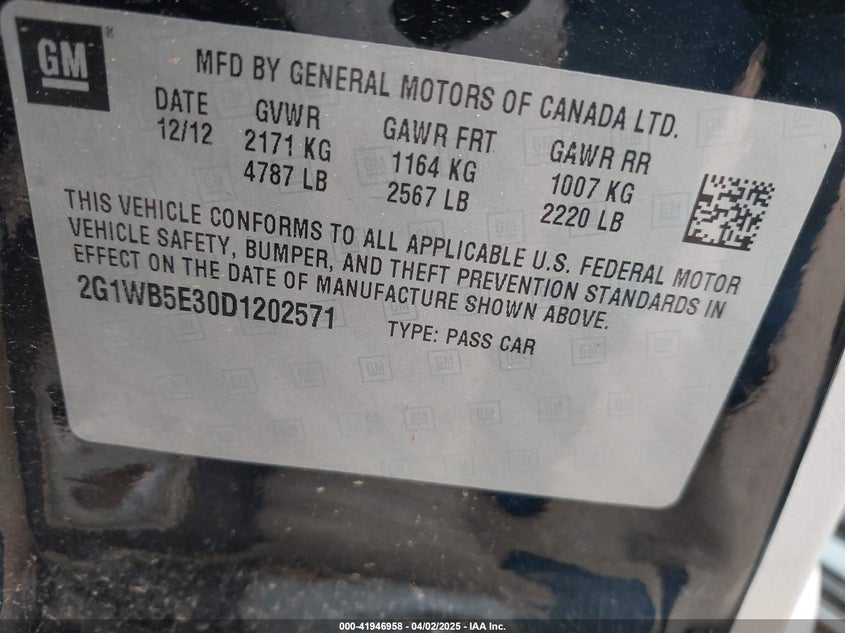 GM®
MFD BY GENERAL MOTORS OF CANADA LTD.
DATE GVWR GAWR FRT GAWR RR
12/12 2171 KG 1164 KG 1007 KG
4787 LB 2567 LB 2220 LB
THIS VEHICLE CONFORMS TO ALL APPLICABLE U.S. FEDERAL MOTOR
VEHICLE SAFETY, BUMPER, AND THEFT PREVENTION STANDARDS IN
EFFECT ON THE DATE OF MANUFACTURE SHOWN ABOVE.
2G1WB5E30D1202571 TYPE: PASS CAR
000-41946958 - 04/02/2025 - IAA Inc.